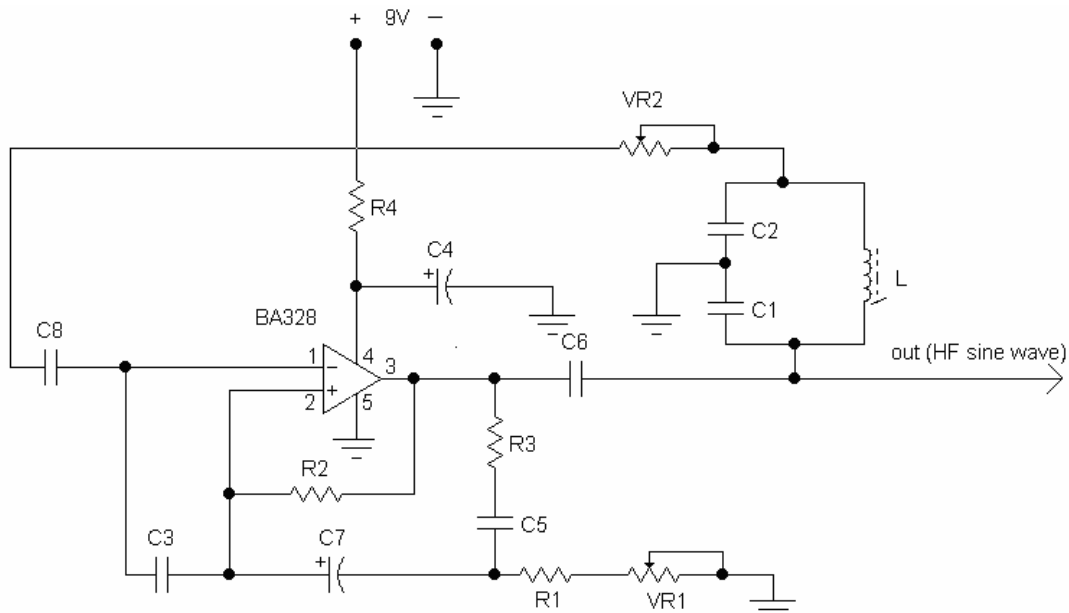 + 9V −
VR2
R4
C2
C4
+
L
C1
BA328
C8
C6
out (HF sine wave)
1
−
4
3
+
2
5
R3
R2
C5
C3
C7
+
R1
VR1